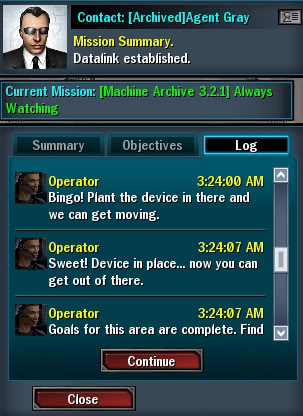 Contact: [Archived]Agent Gray
Mission Summary.
Datalink established.
Current Mission: [Machine Archive 3.2.1] Always
Watching
Summary Objectives Log
Operator 3:24:00 AM
Bingo! Plant the device in there and
we can get moving.
Operator 3:24:07 AM
Sweet! Device in place... now you can
get out of there.
Operator 3:24:07 AM
Goals for this area are complete. Find
Continue
Close